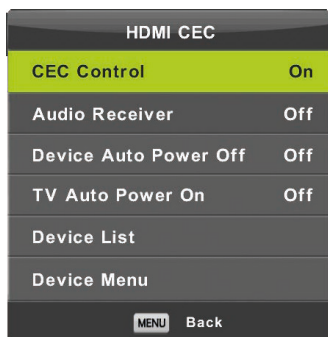 HDMI CEC
CEC Control On
Audio Receiver Off
Device Auto Power Off Off
TV Auto Power On Off
Device List
Device Menu
MENU Back